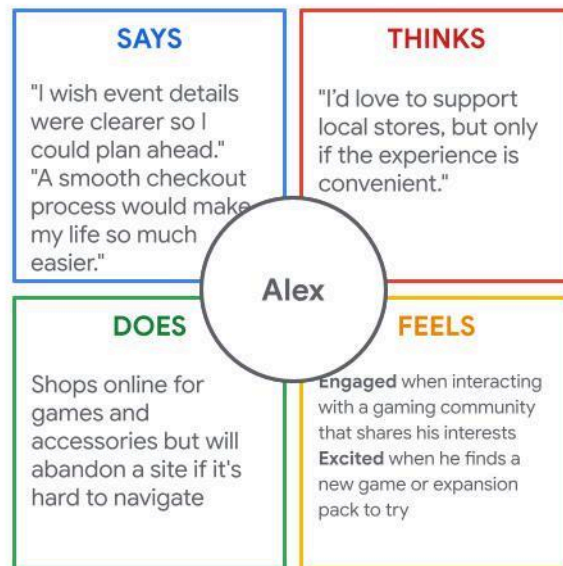 SAYS
"I wish event details
were clearer so I
could plan ahead."
"A smooth checkout
process would make
my life so much
easier."
THINKS
"I'd love to support
local stores, but only
if the experience is
convenient."
Alex
DOES
Shops online for
games and
accessories but will
abandon a site if it's
hard to navigate
FEELS
Engaged when interacting
with a gaming community
that shares his interests
Excited when he finds a
new game or expansion
pack to try